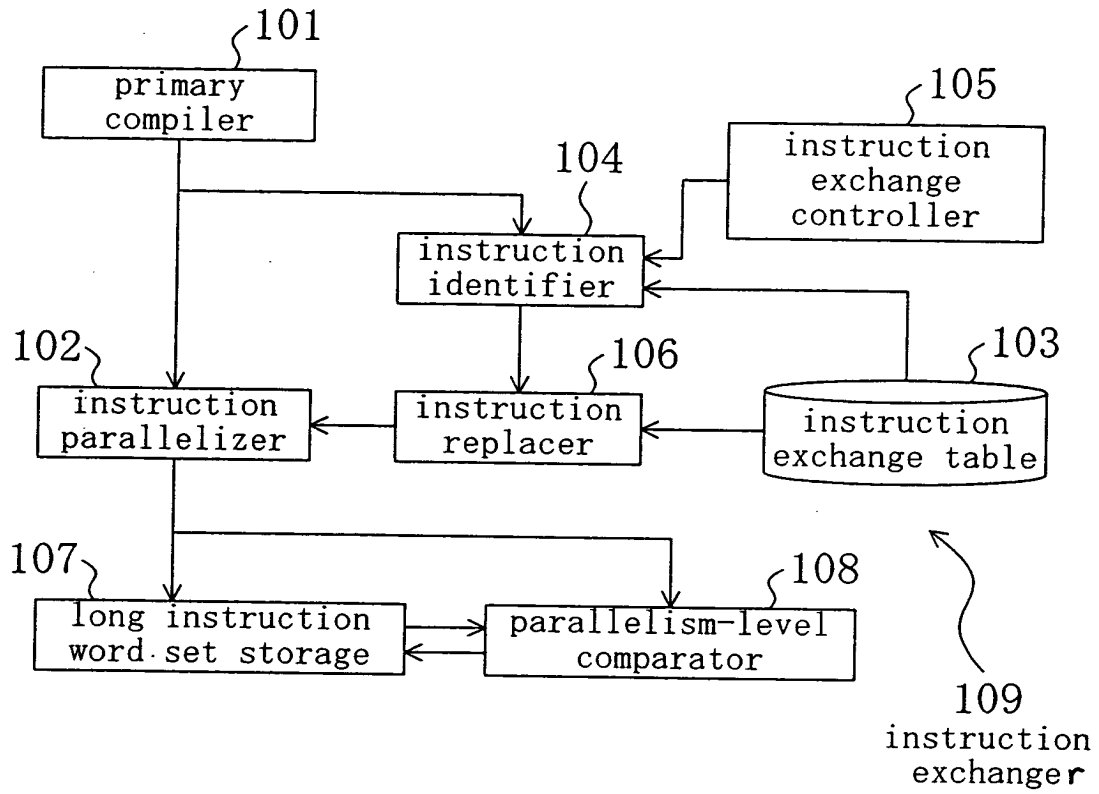 101
primary
compiler
105
instruction
exchange
controller
104
instruction
identifier
102
instruction
parallelizer
106
instruction
replacer
103
instruction
exchange table
107
long instruction
word set storage
108
parallelism-level
comparator
109
instruction
exchanger